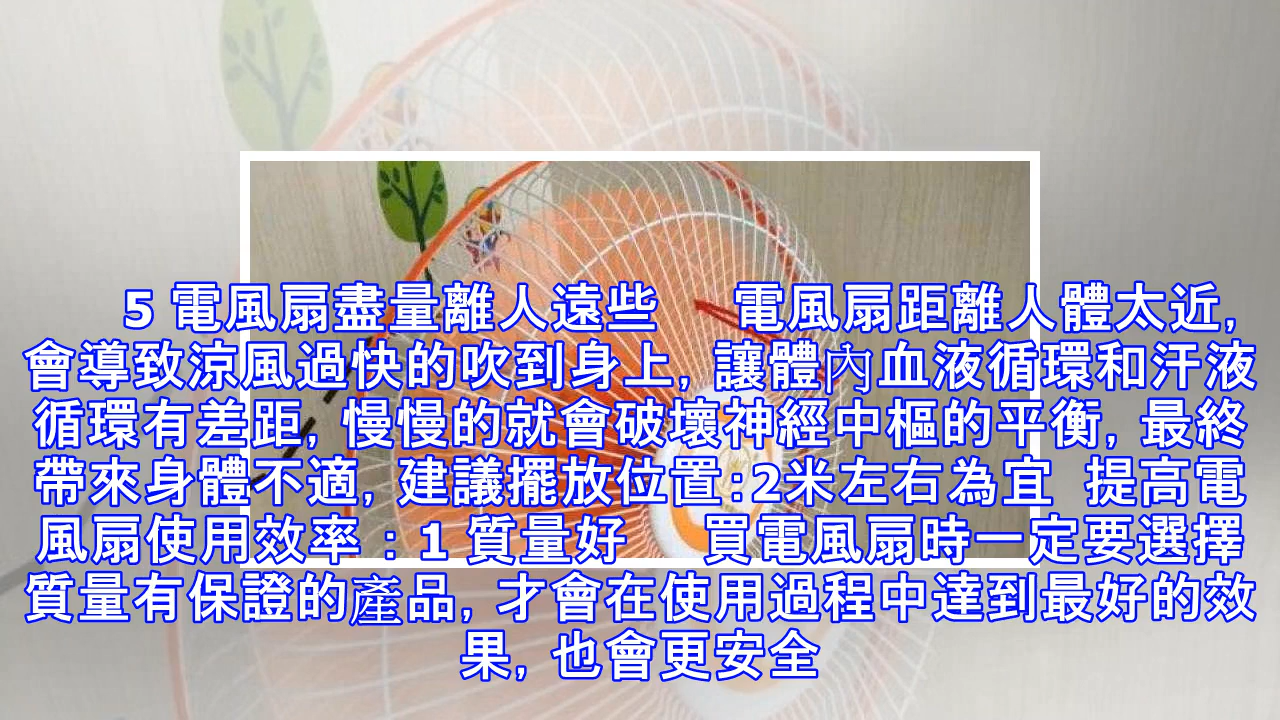 5 電風扇盡量離人遠些 電風扇距離人體太近,
會導致涼風過快的吹到身上, 讓體內血液循環和汗液
循環有差距, 慢慢的就會破壞神經中樞的平衡, 最終
帶來身體不適, 建議擺放位置:2米左右為宜 提高電
風扇使用效率：1 質量好 買電風扇時一定要選擇
質量有保證的產品, 才會在使用過程中達到最好的效
果, 也會更安全